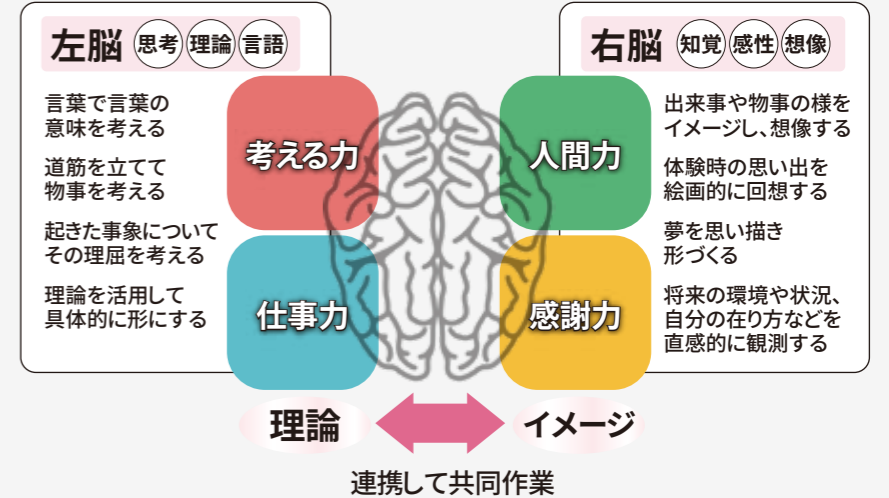 左脳 思考 理論 言語
言葉で言葉の
意味を考える
道筋を立てて
物事を考える
起きた事象について
その理屈を考える
理論を活用して
具体的に形にする
考える力
仕事力
右脳 知覚 感性 想像
人間力
感謝力
出来事や物事の様を
イメージし、想像する
体験時の思い出を
絵画的に回想する
夢を思い描き
形づくる
将来の環境や状況、
自分の在り方などを
直感的に観測する
理論
イメージ
連携して共同作業